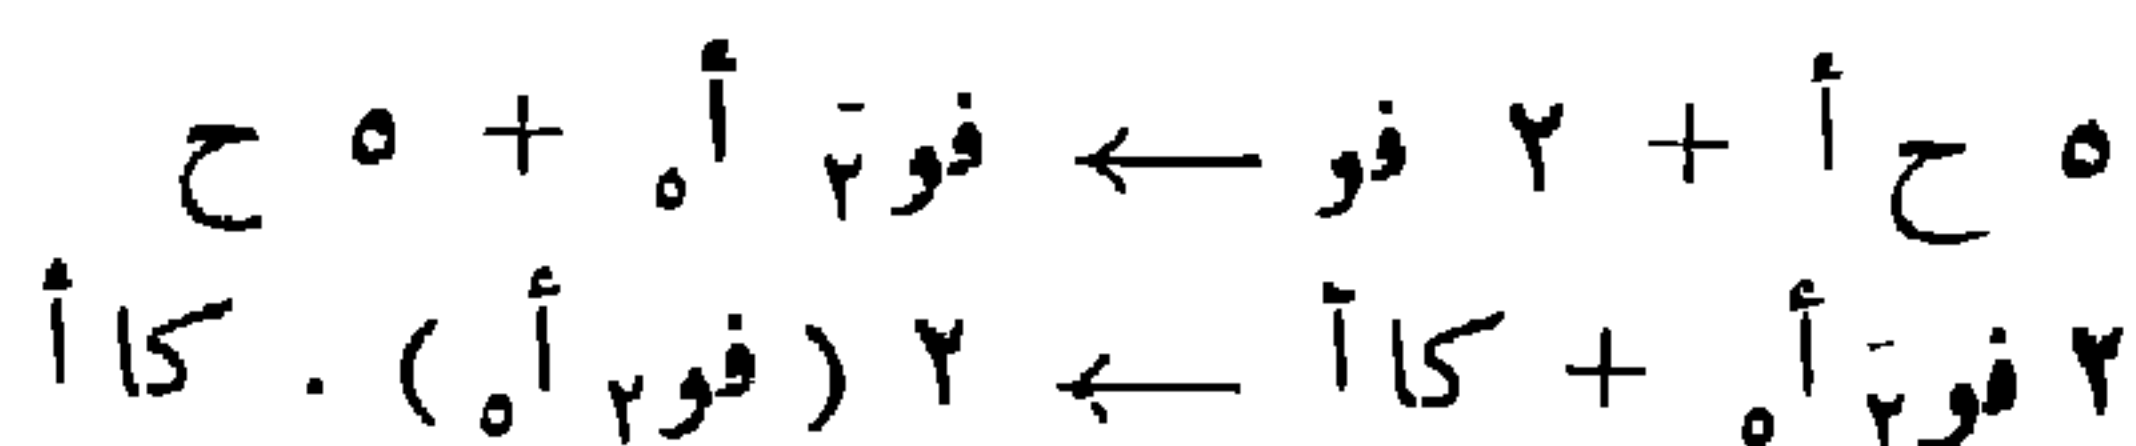 ٥ ح أ + ٢ فو ← فو٢ أ٥ + ٥ ح
٢ فو٢ أ٥ + كا أ ← ٢ (فو٢ أ٥) . كا أ